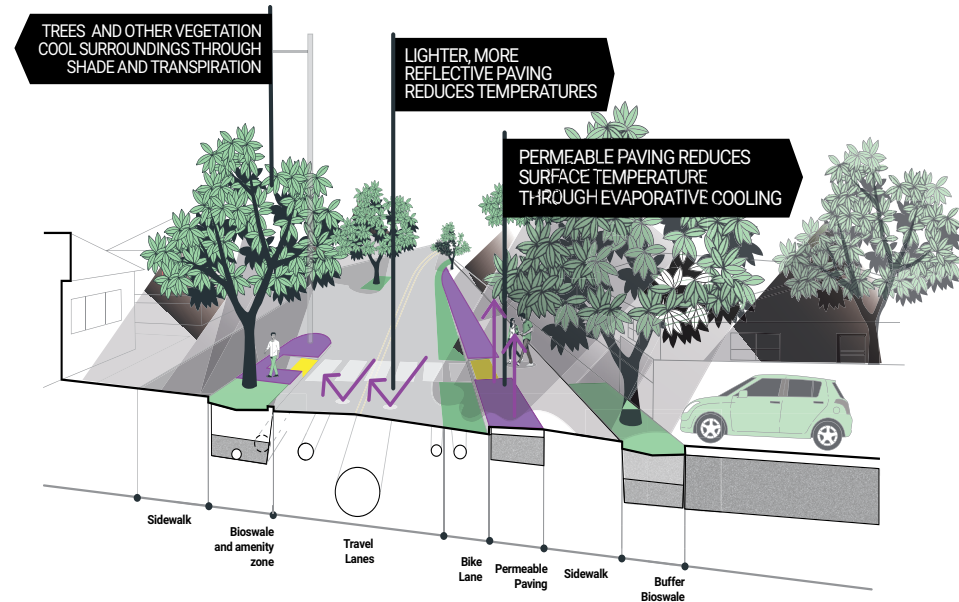 TREES AND OTHER VEGETATION
COOL SURROUNDINGS THROUGH
SHADE AND TRANSPIRATION
LIGHTER, MORE
REFLECTIVE PAVING
REDUCES TEMPERATURES
PERMEABLE PAVING REDUCES
SURFACE TEMPERATURE
THROUGH EVAPORATIVE COOLING
Sidewalk
Bioswale
and amenity
zone
Travel
Lanes
Bike
Lane
Permeable
Paving
Sidewalk
Buffer
Bioswale